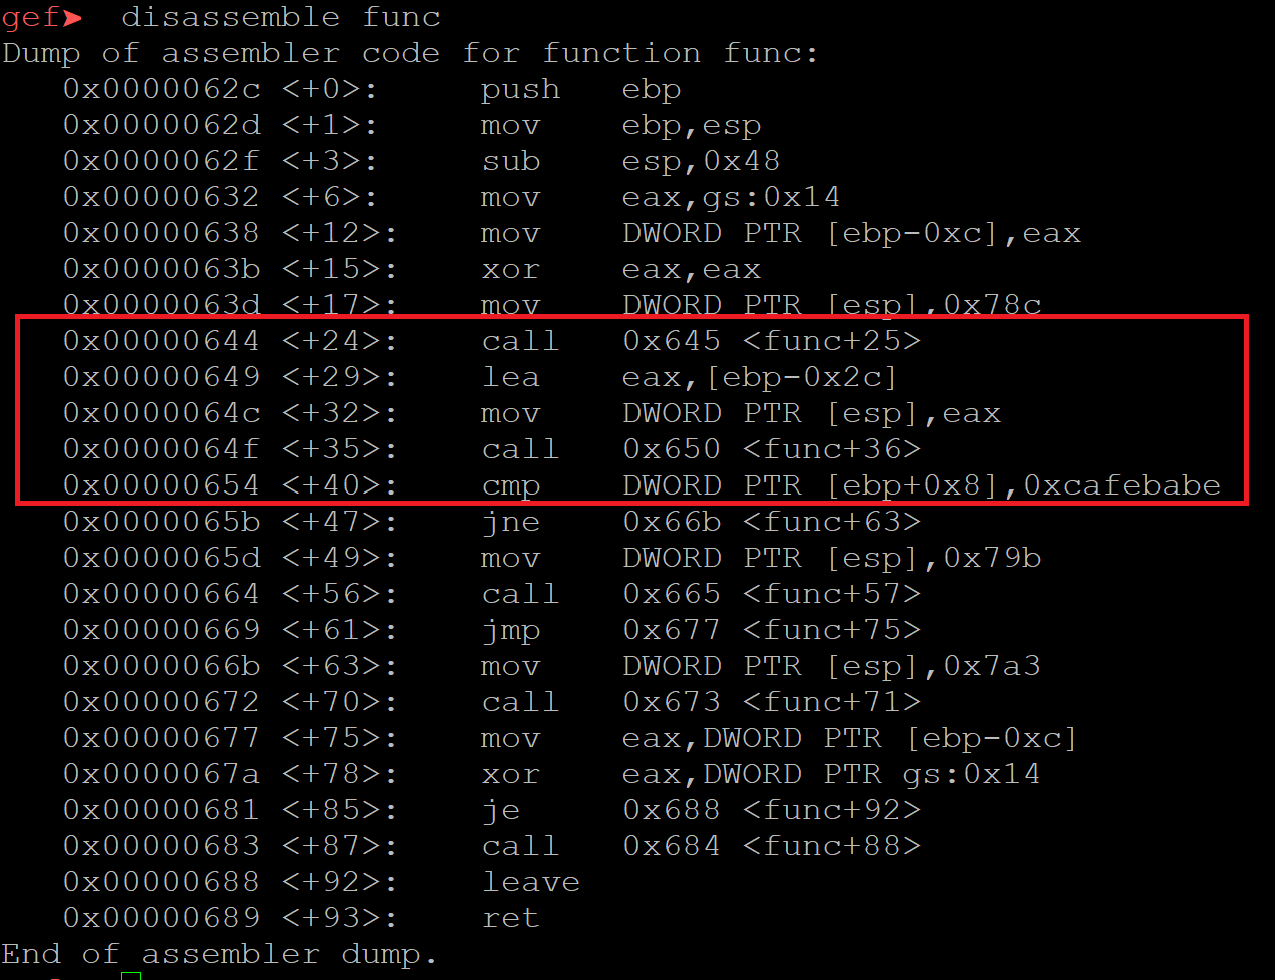 gef➤  disassemble func
Dump of assembler code for function func:
   0x0000062c <+0>:     push   ebp
   0x0000062d <+1>:     mov    ebp,esp
   0x0000062f <+3>:     sub    esp,0x48
   0x00000632 <+6>:     mov    eax,gs:0x14
   0x00000638 <+12>:    mov    DWORD PTR [ebp-0xc],eax
   0x0000063b <+15>:    xor    eax,eax
   0x0000063d <+17>:    mov    DWORD PTR [esp],0x78c
   0x00000644 <+24>:    call   0x645 <func+25>
   0x00000649 <+29>:    lea    eax,[ebp-0x2c]
   0x0000064c <+32>:    mov    DWORD PTR [esp],eax
   0x0000064f <+35>:    call   0x650 <func+36>
   0x00000654 <+40>:    cmp    DWORD PTR [ebp+0x8],0xcafebabe
   0x0000065b <+47>:    jne    0x66b <func+63>
   0x0000065d <+49>:    mov    DWORD PTR [esp],0x79b
   0x00000664 <+56>:    call   0x665 <func+57>
   0x00000669 <+61>:    jmp    0x677 <func+75>
   0x0000066b <+63>:    mov    DWORD PTR [esp],0x7a3
   0x00000672 <+70>:    call   0x673 <func+71>
   0x00000677 <+75>:    mov    eax,DWORD PTR [ebp-0xc]
   0x0000067a <+78>:    xor    eax,DWORD PTR gs:0x14
   0x00000681 <+85>:    je     0x688 <func+92>
   0x00000683 <+87>:    call   0x684 <func+88>
   0x00000688 <+92>:    leave
   0x00000689 <+93>:    ret
End of assembler dump.